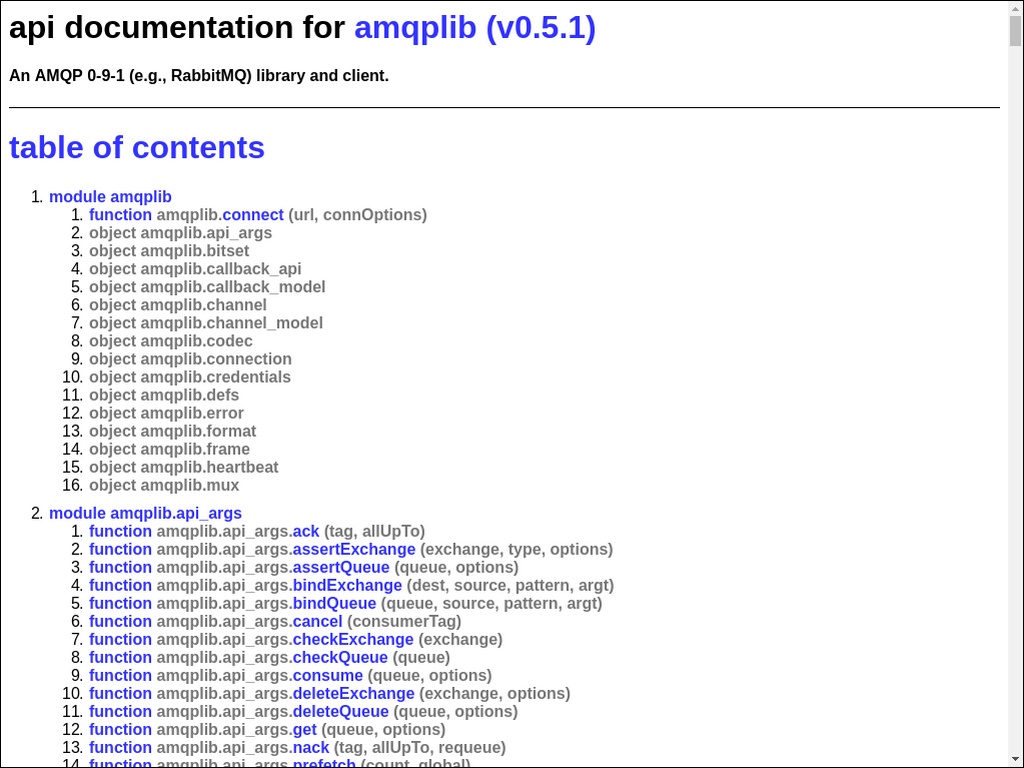 api documentation for amqplib (v0.5.1)
An AMQP 0-9-1 (e.g., RabbitMQ) library and client.
table of contents
1. module amqplib
1. function amqplib.connect (url, connOptions)
2. object amqplib.api_args
3. object amqplib.bitset
4. object amqplib.callback_api
5. object amqplib.callback_model
6. object amqplib.channel
7. object amqplib.channel_model
8. object amqplib.codec
9. object amqplib.connection
10. object amqplib.credentials
11. object amqplib.defs
12. object amqplib.error
13. object amqplib.format
14. object amqplib.frame
15. object amqplib.heartbeat
16. object amqplib.mux
2. module amqplib.api_args
1. function amqplib.api_args.ack (tag, allUpTo)
2. function amqplib.api_args.assertExchange (exchange, type, options)
3. function amqplib.api_args.assertQueue (queue, options)
4. function amqplib.api_args.bindExchange (dest, source, pattern, argt)
5. function amqplib.api_args.bindQueue (queue, source, pattern, argt)
6. function amqplib.api_args.cancel (consumerTag)
7. function amqplib.api_args.checkExchange (exchange)
8. function amqplib.api_args.checkQueue (queue)
9. function amqplib.api_args.consume (queue, options)
10. function amqplib.api_args.deleteExchange (exchange, options)
11. function amqplib.api_args.deleteQueue (queue, options)
12. function amqplib.api_args.get (queue, options)
13. function amqplib.api_args.nack (tag, allUpTo, requeue)
14. function amqplib.api_args.prefetch (count, global)